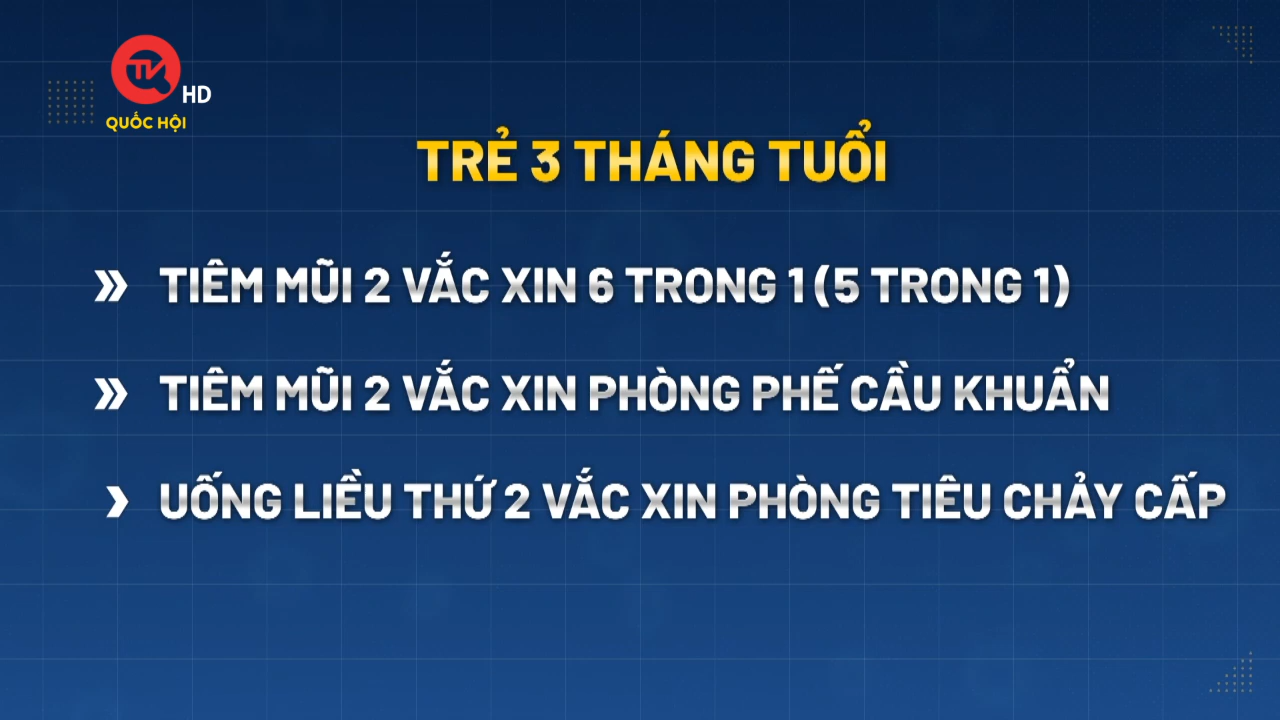 TV HD
QUỐC HỘI
TRẺ 3 THÁNG TUỔI
TIÊM MŨI 2 VẮC XIN 6 TRONG 1 (5 TRONG 1)
TIÊM MŨI 2 VẮC XIN PHÒNG PHẾ CẦU KHUẨN
UỐNG LIỀU THỨ 2 VẮC XIN PHÒNG TIÊU CHẢY CẤP